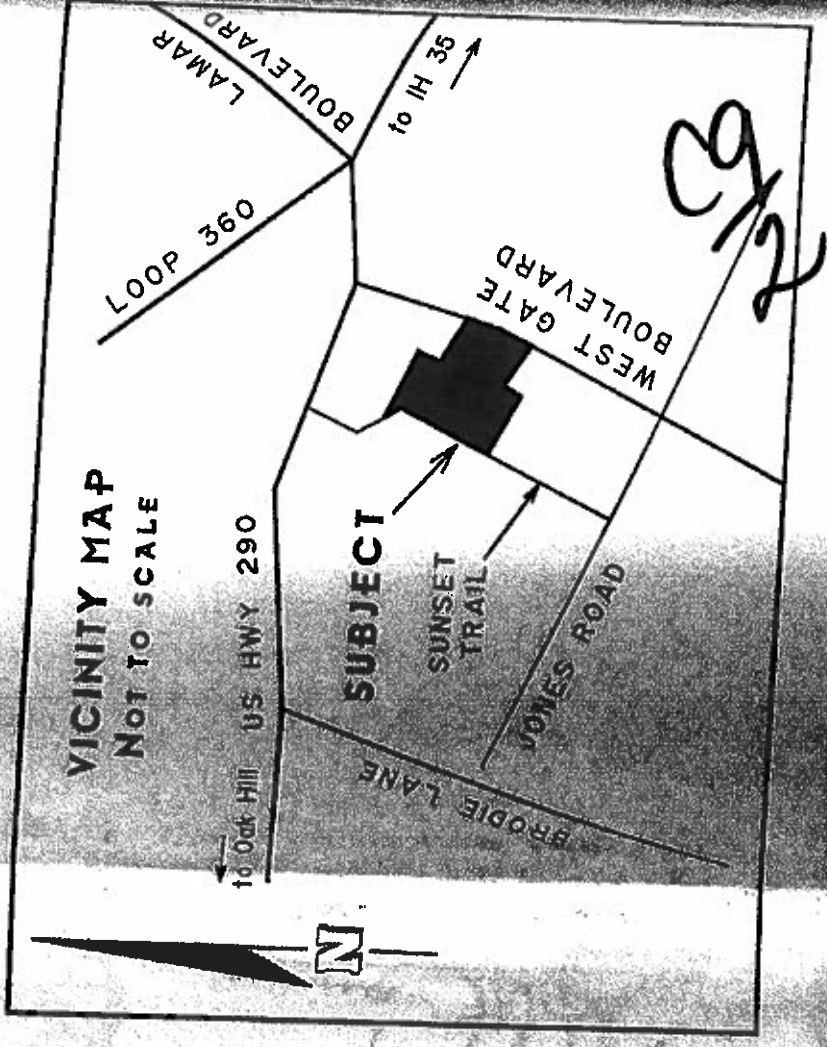 VICINITY MAP
NOT TO SCALE
LAMAR
BOULEVARD
to IH 35
LOOP 360
US HWY 290
to Oak Hill
WEST GATE
BOULEVARD
SUBJECT
SUNSET
TRAIL
JONES ROAD
BRODIE LANE
N
C9
2